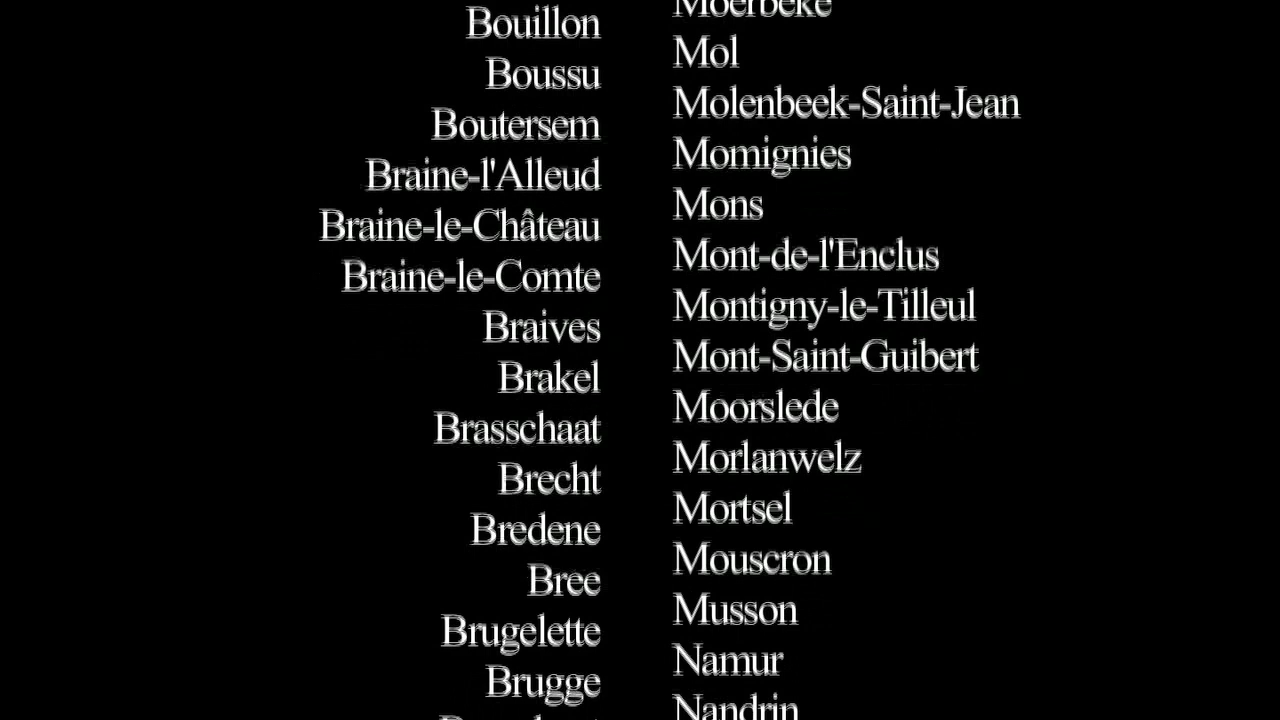 Bouillon
Boussu
Boutersem
Braine-l'Alleud
Braine-le-Château
Braine-le-Comte
Braives
Brakel
Brasschaat
Brecht
Bredene
Bree
Brugelette
Brugge
Moerbeke
Mol
Molenbeek-Saint-Jean
Momignies
Mons
Mont-de-l'Enclus
Montigny-le-Tilleul
Mont-Saint-Guibert
Moorslede
Morlanwelz
Mortsel
Mouscron
Musson
Namur
Nandrin